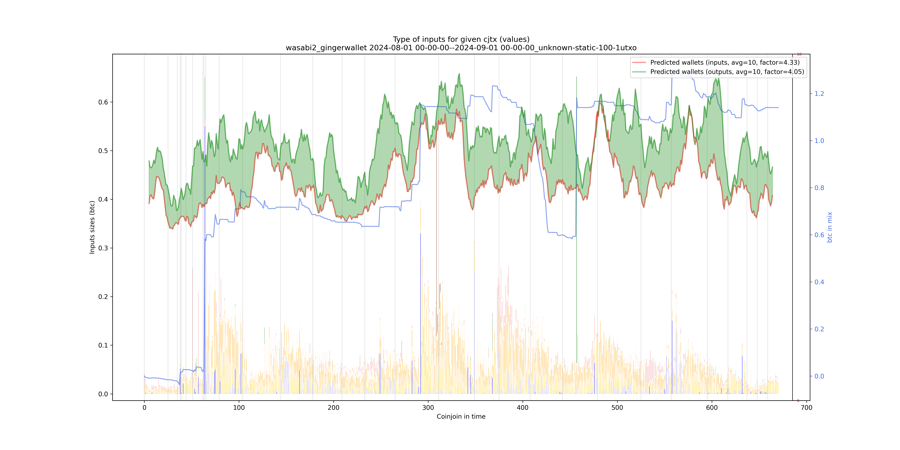 Type of inputs for given cjtx (values)
wasabi2_gingerwallet 2024-08-01 00-00-00--2024-09-01 00-00-00_unknown-static-100-1utxo
Predicted wallets (inputs, avg=10, factor=4.33)
Predicted wallets (outputs, avg=10, factor=4.05)
Inputs sizes (btc)
0.6
0.5
0.4
0.3
0.2
0.1
0.0
1.2
1.0
0.8
0.6
0.4
0.2
0.0
btc in mix
0 100 200 300 400 500 600 700
Coinjoin in time